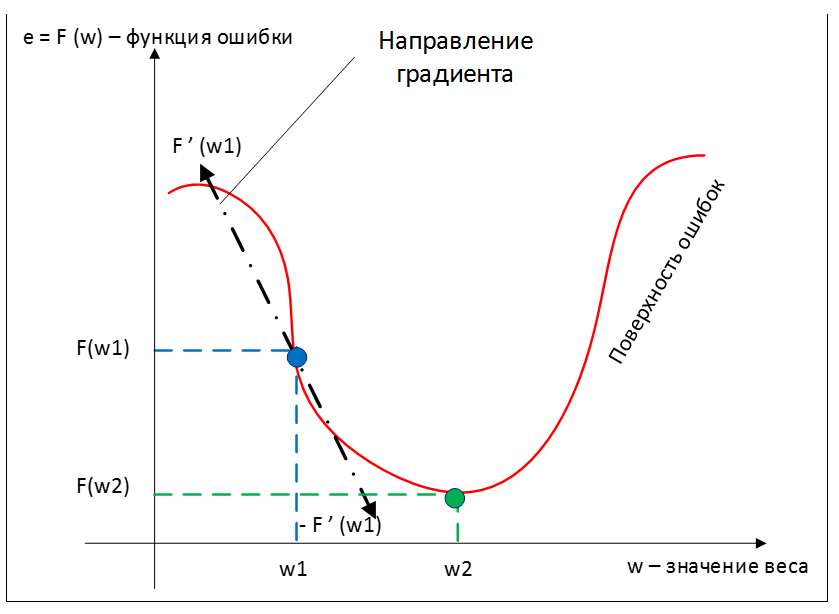 e = F (w) – функция ошибки
Направление
градиента
F ’ (w1)
Поверхность ошибок
F(w1)
F(w2)
- F ’ (w1)
w1
w2
w – значение веса